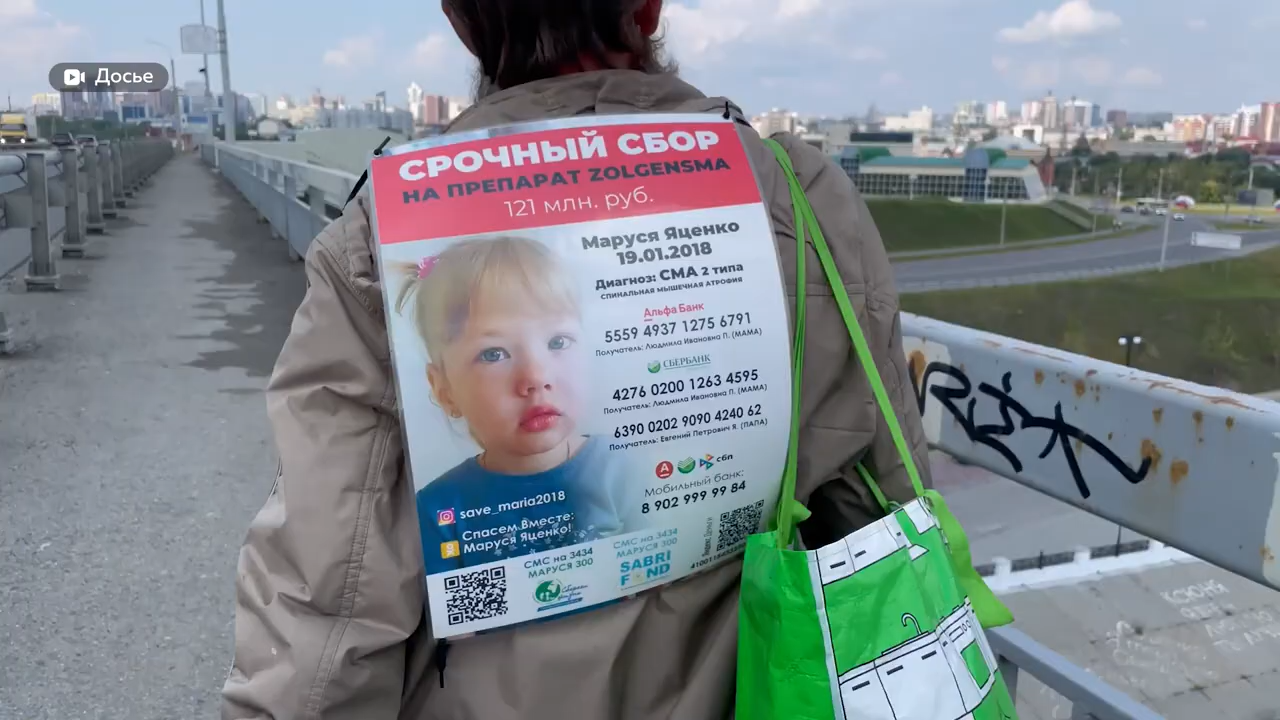 Досье
СРОЧНЫЙ СБОР
НА ПРЕПАРАТ ZOLGENSMA
121 млн. руб.
Маруся Яценко
19.01.2018
Диагноз: СМА 2 типа
СПИНАЛЬНАЯ МЫШЕЧНАЯ АТРОФИЯ
Альфа Банк
5559 4937 1275 6791
Получатель: Людмила Ивановна П. (МАМА)
СБЕРБАНК
4276 0200 1263 4595
Получатель: Людмила Ивановна П. (МАМА)
6390 0202 9090 4240 62
Получатель: Евгений Петрович Я. (ПАПА)
сбп
Мобильный банк:
8 902 999 99 84
save_maria2018
Спасем Вместе:
Маруся Яценко!
СМС на 3434
МАРУСЯ 300
СМС на 3434
МАРУСЯ 300
SABRI
FOND
КСЮНЯ